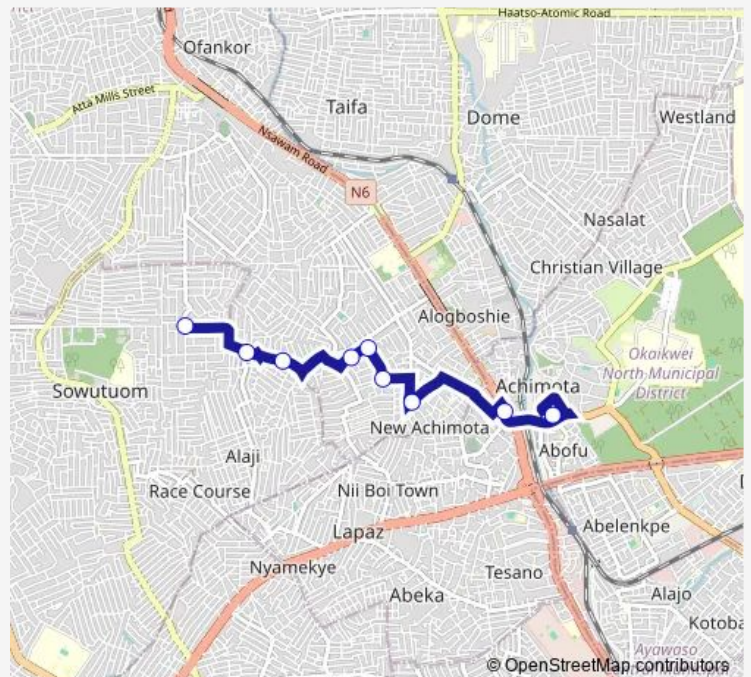 Haatso-Atomic Road
Ofankor
Atta Mills Street
Taifa
Dome
Westland
Nsawam Road
N6
Nasalat
Christian Village
Alogboshie
Okaikwei
North Municipal
District
Sowutuom
Achimota
New Achimota
Abofu
Alaji
Race Course
Nii Boi Town
Lapaz
Abelenkpe
Nyamekye
Tesano
Abeka
Alajo
Kotoba
Ayawaso
© OpenStreetMap contributors